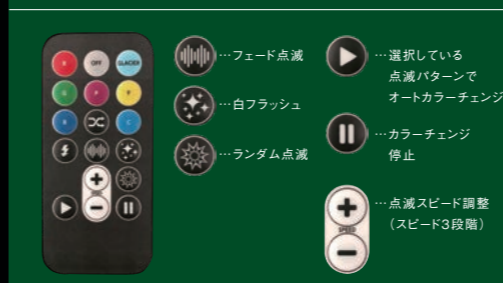 R
OFF
GLACIER
G
P
Y
B
C
SPEED
…フェード点滅
…白フラッシュ
…ランダム点滅
…選択している
点滅パターンで
オートカラーチェンジ
…カラーチェンジ
停止
SPEED
…点滅スピード調整
（スピード3段階）